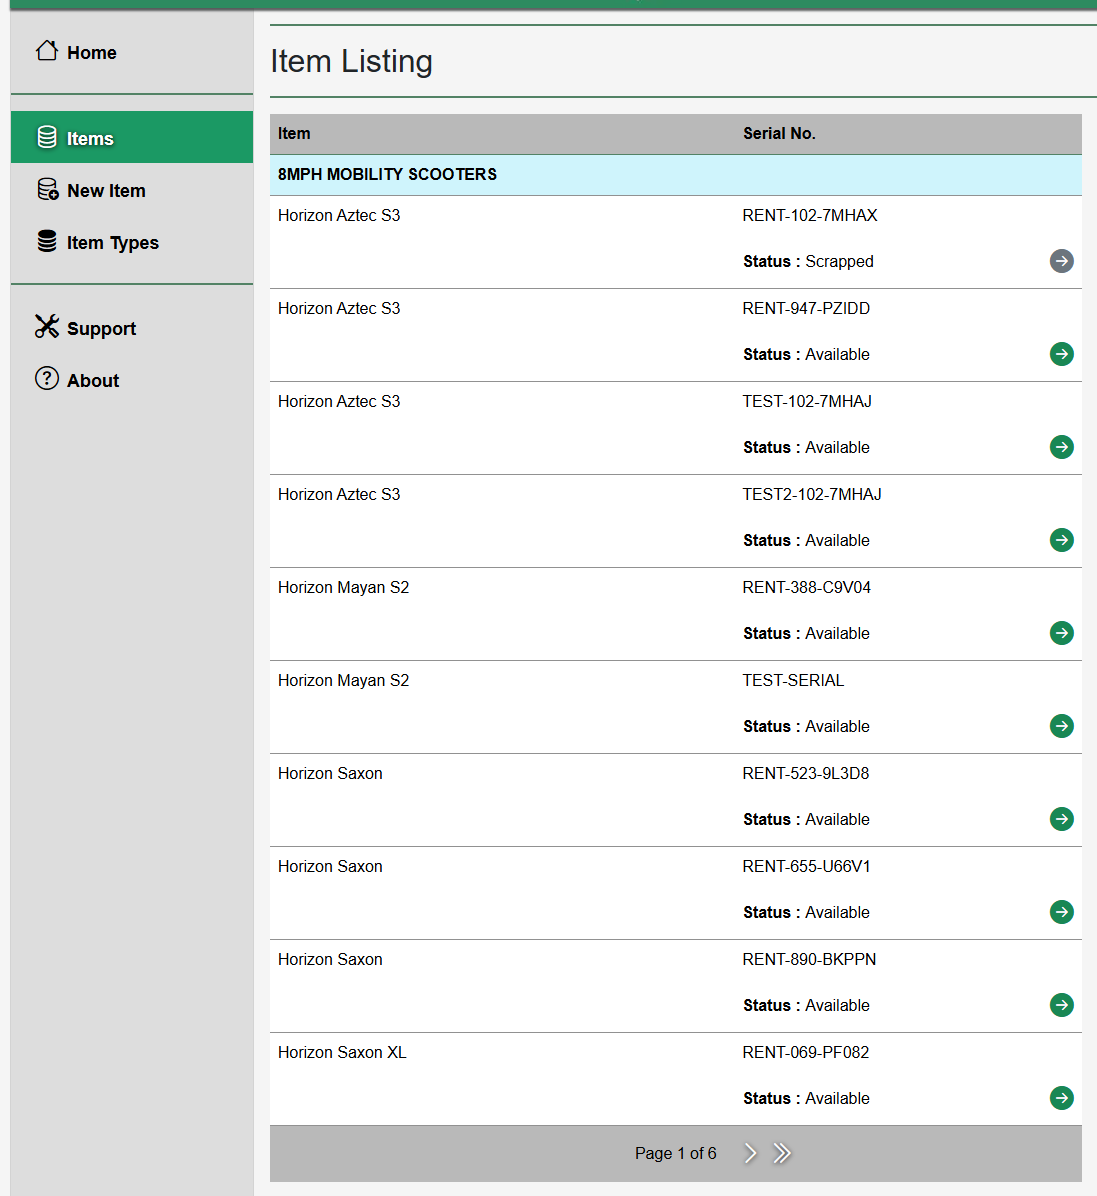 Home
Items
New Item
Item Types
Support
About
Item Listing
Item Serial No.
8MPH MOBILITY SCOOTERS
Horizon Aztec S3 RENT-102-7MHAX
Status : Scrapped
Horizon Aztec S3 RENT-947-PZIDD
Status : Available
Horizon Aztec S3 TEST-102-7MHAJ
Status : Available
Horizon Aztec S3 TEST2-102-7MHAJ
Status : Available
Horizon Mayan S2 RENT-388-C9V04
Status : Available
Horizon Mayan S2 TEST-SERIAL
Status : Available
Horizon Saxon RENT-523-9L3D8
Status : Available
Horizon Saxon RENT-655-U66V1
Status : Available
Horizon Saxon RENT-890-BKPPN
Status : Available
Horizon Saxon XL RENT-069-PF082
Status : Available
Page 1 of 6